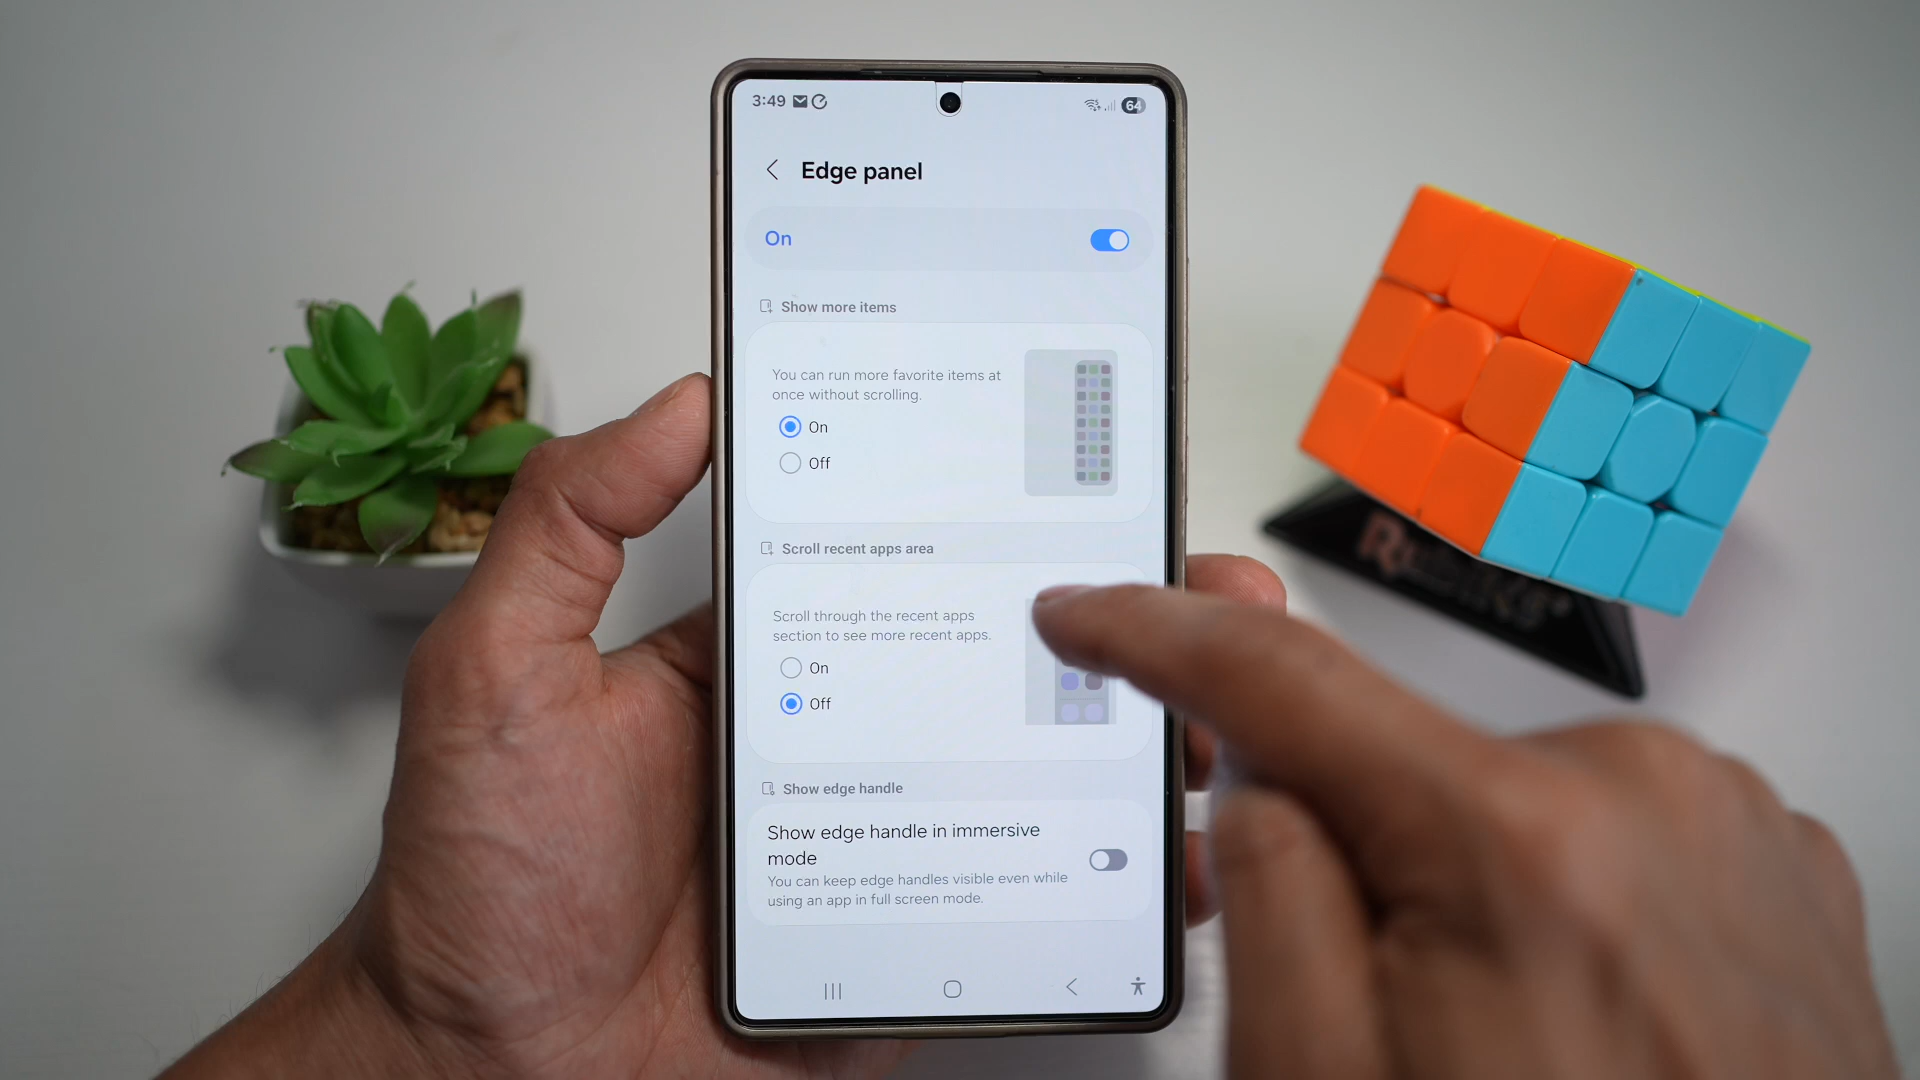 3:49
64
Edge panel
On
Show more items
You can run more favorite items at
once without scrolling.
On
Off
Scroll recent apps area
Scroll through the recent apps
section to see more recent apps.
On
Off
Show edge handle
Show edge handle in immersive
mode
You can keep edge handles visible even while
using an app in full screen mode.